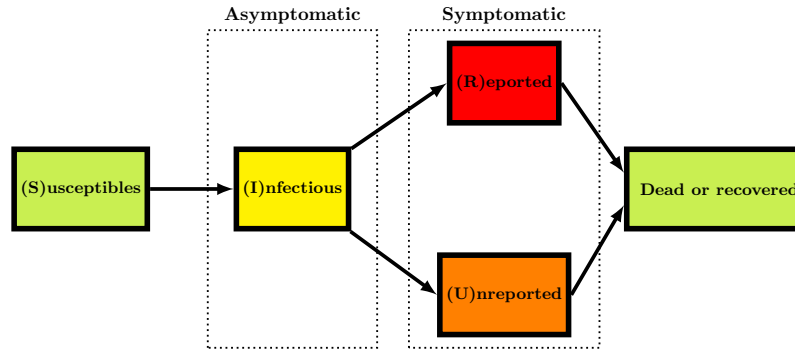 Asymptomatic
Symptomatic
(R)eported
(S)usceptibles
(I)nfectious
Dead or recovered
(U)nreported